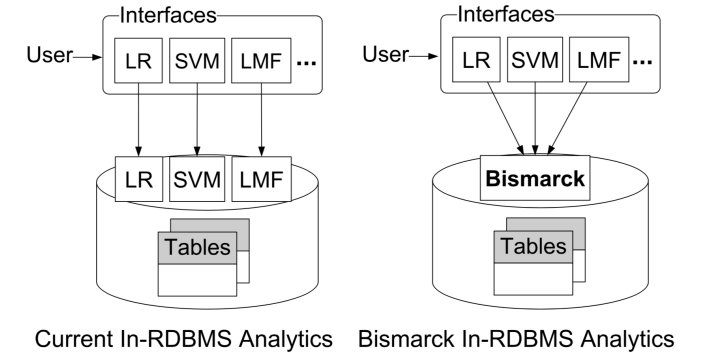 Interfaces
User
LR SVM LMF ...
LR SVM LMF
Tables
Current In-RDBMS Analytics
Interfaces
User
LR SVM LMF ...
Bismarck
Tables
Bismarck In-RDBMS Analytics